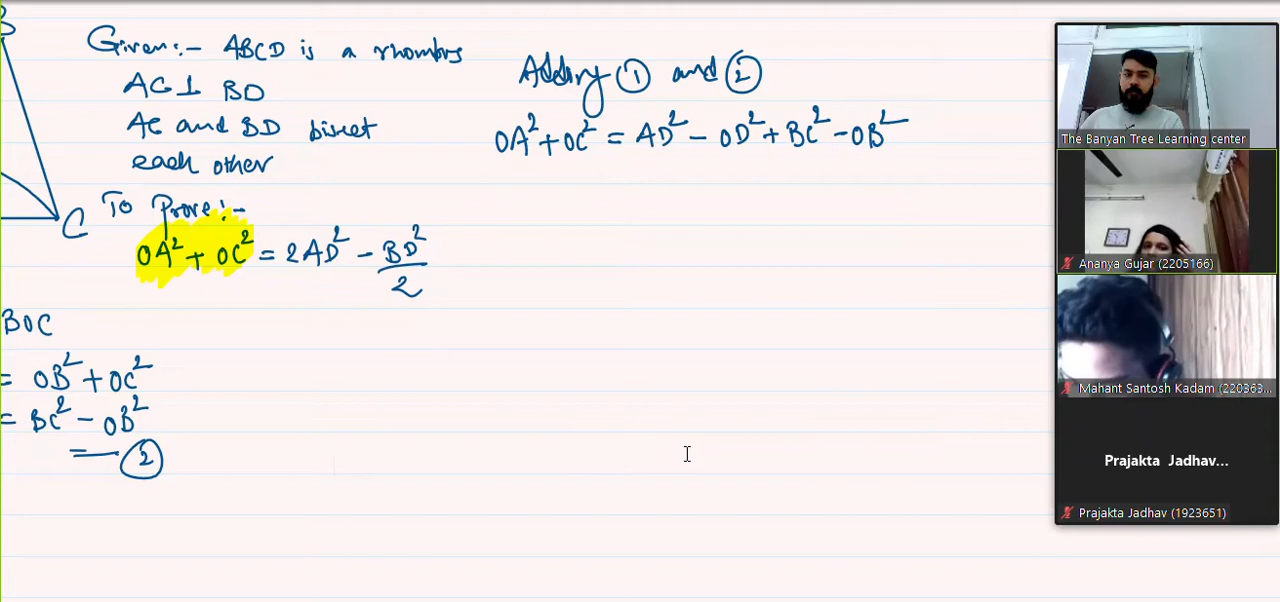 B
Given:- ABCD is a rhombus
AC⊥ BD
AC and BD bisect
each other
C
To Prove:-
OA² + OC² = 2AD² - BD²/2
BOC
= OB² + OC²
= BC² - OB²
= — ②
Adding ① and ②
OA² + OC² = AD² - OD² + BC² - OB²
The Banyan Tree Learning center
Ananya Gujar (2205166)
Mahant Santosh Kadam (220363...
Prajakta Jadhav...
Prajakta Jadhav (1923651)